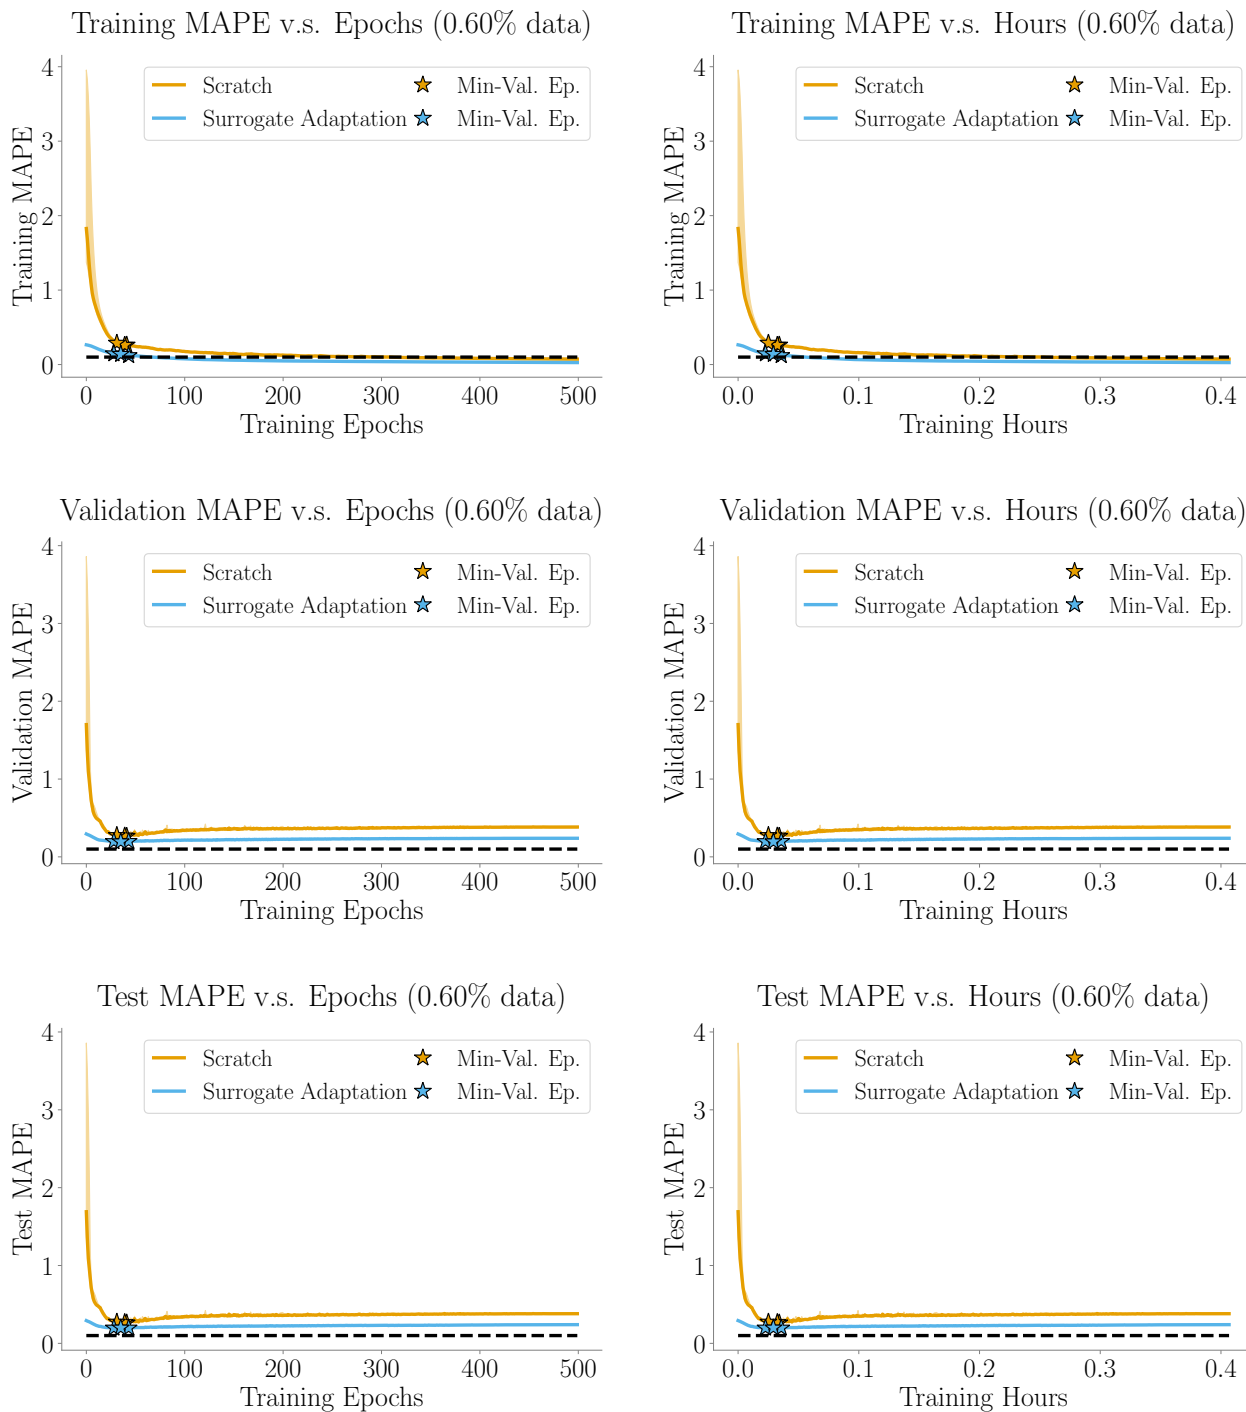 Training MAPE v.s. Epochs (0.60% data)
Training MAPE
4
3
2
1
0
Scratch
Surrogate Adaptation
Min-Val. Ep.
Min-Val. Ep.
0 100 200 300 400 500
Training Epochs
Training MAPE v.s. Hours (0.60% data)
Training MAPE
4
3
2
1
0
Scratch
Surrogate Adaptation
Min-Val. Ep.
Min-Val. Ep.
0.0 0.1 0.2 0.3 0.4
Training Hours
Validation MAPE v.s. Epochs (0.60% data)
Validation MAPE
4
3
2
1
0
Scratch
Surrogate Adaptation
Min-Val. Ep.
Min-Val. Ep.
0 100 200 300 400 500
Training Epochs
Validation MAPE v.s. Hours (0.60% data)
Validation MAPE
4
3
2
1
0
Scratch
Surrogate Adaptation
Min-Val. Ep.
Min-Val. Ep.
0.0 0.1 0.2 0.3 0.4
Training Hours
Test MAPE v.s. Epochs (0.60% data)
Test MAPE
4
3
2
1
0
Scratch
Surrogate Adaptation
Min-Val. Ep.
Min-Val. Ep.
0 100 200 300 400 500
Training Epochs
Test MAPE v.s. Hours (0.60% data)
Test MAPE
4
3
2
1
0
Scratch
Surrogate Adaptation
Min-Val. Ep.
Min-Val. Ep.
0.0 0.1 0.2 0.3 0.4
Training Hours